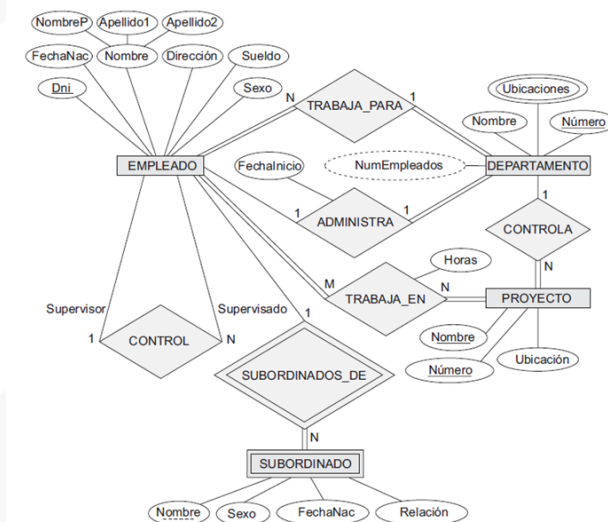 NombreP Apellido1 Apellido2
FechaNac Nombre Dirección Sueldo
Dni Sexo
N TRABAJA_PARA 1
Ubicaciones
Nombre Número
EMPLEADO FechaInicio NumEmpleados DEPARTAMENTO
1 ADMINISTRA 1
1
CONTROLA
N
Horas
M TRABAJA_EN N PROYECTO
Nombre
Número Ubicación
Supervisor Supervisado
1 CONTROL N
1
SUBORDINADOS_DE
N
SUBORDINADO
Nombre Sexo FechaNac Relación